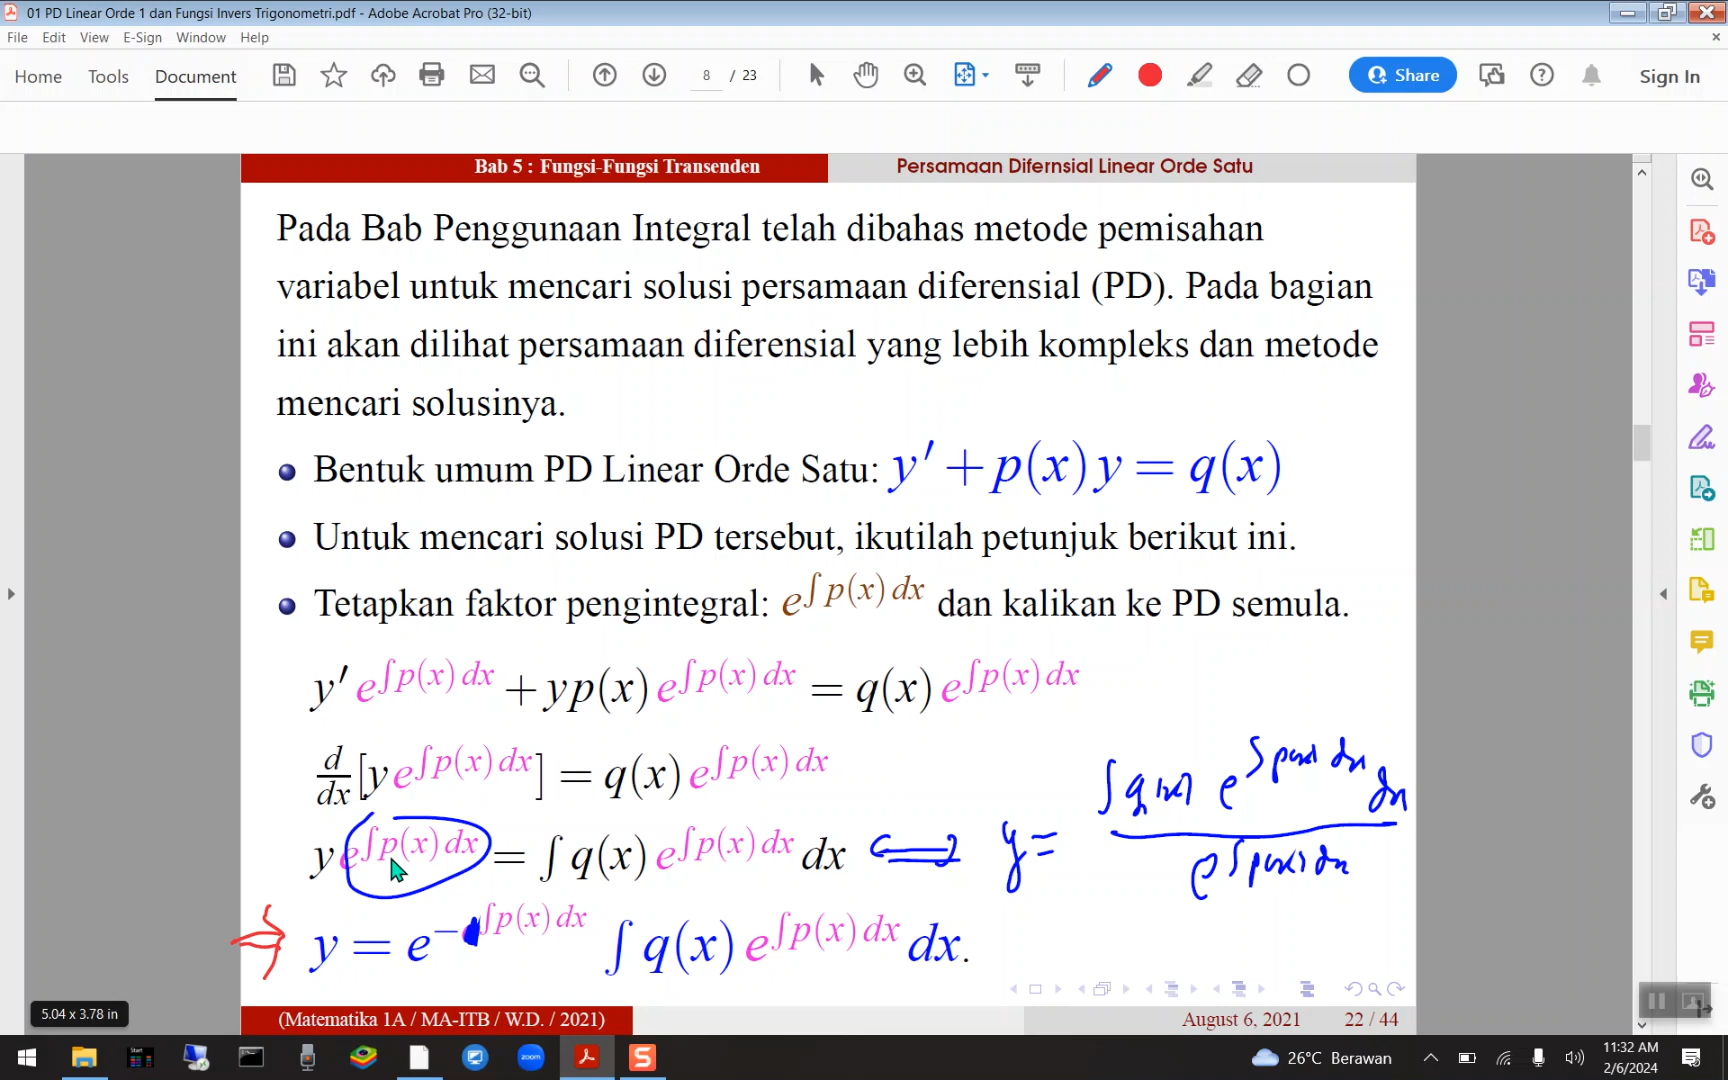 01 PD Linear Orde 1 dan Fungsi Invers Trigonometri.pdf - Adobe Acrobat Pro (32-bit)
File Edit View E-Sign Window Help
Home Tools Document 8 / 23 Share Sign In
Bab 5 : Fungsi-Fungsi Transenden Persamaan Difernsial Linear Orde Satu
Pada Bab Penggunaan Integral telah dibahas metode pemisahan
variabel untuk mencari solusi persamaan diferensial (PD). Pada bagian
ini akan dilihat persamaan diferensial yang lebih kompleks dan metode
mencari solusinya.
Bentuk umum PD Linear Orde Satu: y′ + p(x) y = q(x)
Untuk mencari solusi PD tersebut, ikutilah petunjuk berikut ini.
Tetapkan faktor pengintegral: e^{∫ p(x) dx} dan kalikan ke PD semula.
y′ e^{∫p(x) dx} + yp(x) e^{∫p(x) dx} = q(x) e^{∫p(x) dx}
d/dx [y e^{∫p(x) dx}] = q(x) e^{∫p(x) dx}
y e^{∫p(x) dx} = ∫ q(x) e^{∫p(x) dx} dx ⟺ y = ∫ q(x) e^{∫ p(x) dx} dx / e^{∫ p(x) dx}
⇒ y = e^{− ∫p(x) dx} ∫ q(x) e^{∫p(x) dx} dx.
5.04 x 3.78 in
(Matematika 1A / MA-ITB / W.D. / 2021) August 6, 2021 22 / 44
Start
zoom
S
26°C Berawan
11:32 AM
2/6/2024